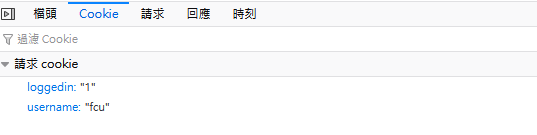 檔頭 Cookie 請求 回應 時刻
過濾 Cookie
請求 cookie
loggedin: "1"
username: "fcu"